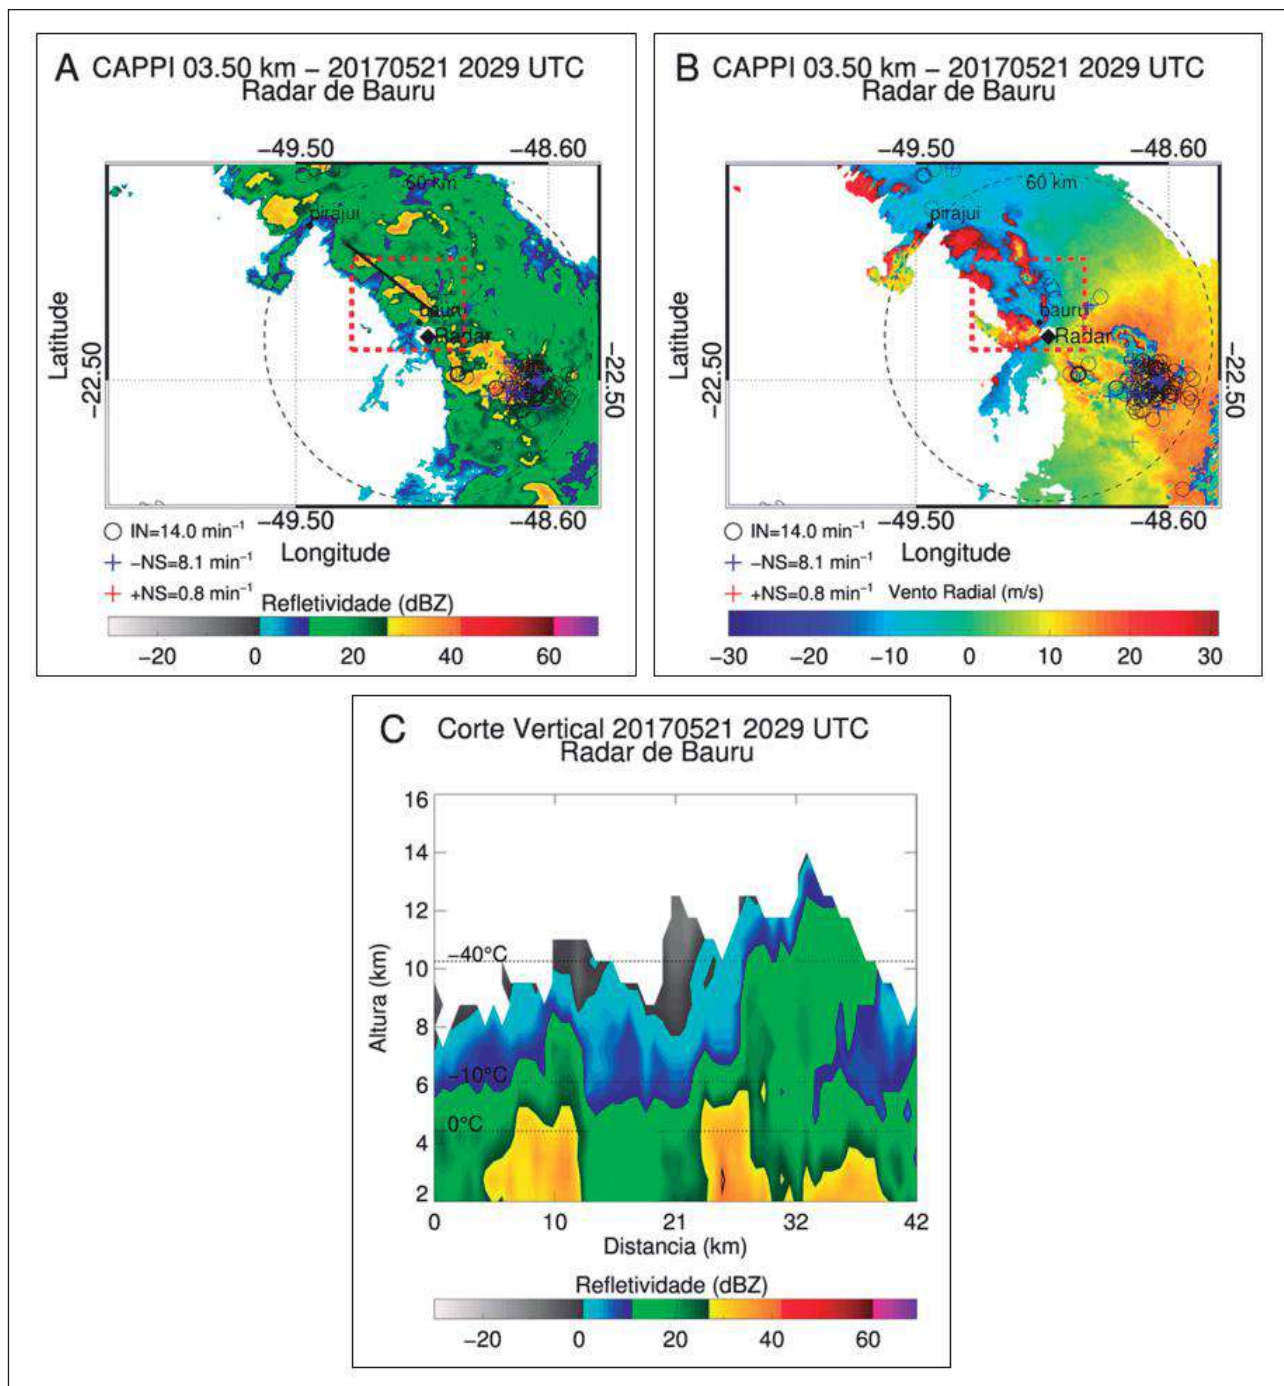 A CAPPI 03.50 km − 20170521 2029 UTC
Radar de Bauru
−49.50 −48.60
60 km
pirajui
bauru
Radar
Latitude
−22.50
−22.50
−49.50 −48.60
Longitude
IN=14.0 min⁻¹
−NS=8.1 min⁻¹
+NS=0.8 min⁻¹
Refletividade (dBZ)
−20 0 20 40 60
B CAPPI 03.50 km − 20170521 2029 UTC
Radar de Bauru
−49.50 −48.60
60 km
pirajui
bauru
Radar
Latitude
−22.50
−22.50
−49.50 −48.60
Longitude
IN=14.0 min⁻¹
−NS=8.1 min⁻¹
+NS=0.8 min⁻¹
Vento Radial (m/s)
−30 −20 −10 0 10 20 30
C Corte Vertical 20170521 2029 UTC
Radar de Bauru
16
14
12
−40°C
10
Altura (km)
8
−10°C
6
0°C
4
2
0 10 21 32 42
Distancia (km)
Refletividade (dBZ)
−20 0 20 40 60